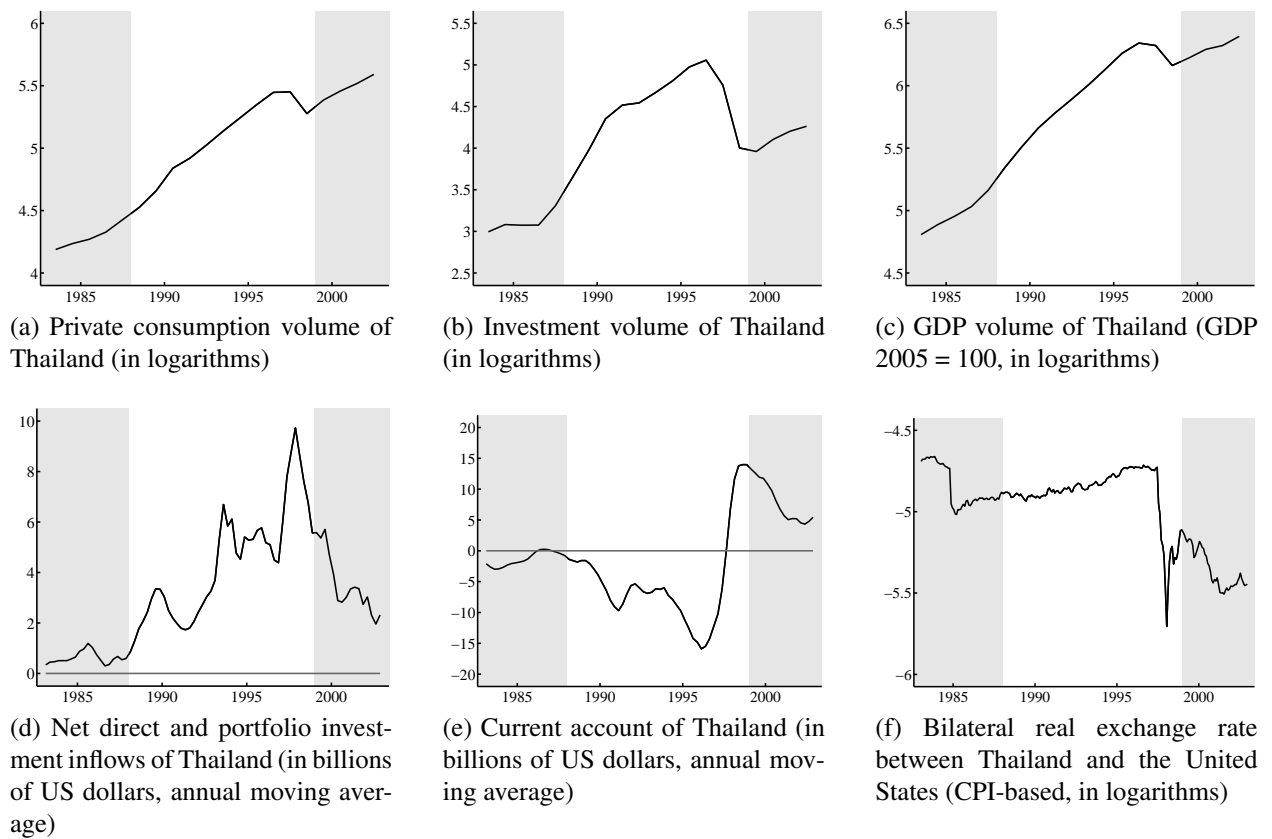 6
5.5
5
4.5
4
1985 1990 1995 2000
(a) Private consumption volume of
Thailand (in logarithms)
5.5
5
4.5
4
3.5
3
2.5
1985 1990 1995 2000
(b) Investment volume of Thailand
(in logarithms)
6.5
6
5.5
5
4.5
1985 1990 1995 2000
(c) GDP volume of Thailand (GDP
2005 = 100, in logarithms)
10
8
6
4
2
0
1985 1990 1995 2000
(d) Net direct and portfolio invest-
ment inflows of Thailand (in billions
of US dollars, annual moving aver-
age)
20
15
10
5
0
−5
−10
−15
−20
1985 1990 1995 2000
(e) Current account of Thailand (in
billions of US dollars, annual mov-
ing average)
−4.5
−5
−5.5
−6
1985 1990 1995 2000
(f) Bilateral real exchange rate
between Thailand and the United
States (CPI-based, in logarithms)